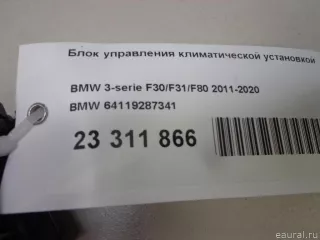 Блок управления климатической установкой
BMW 3-serie F30/F31/F80 2011-2020
BMW 64119287341
23 311 866
eaural.ru